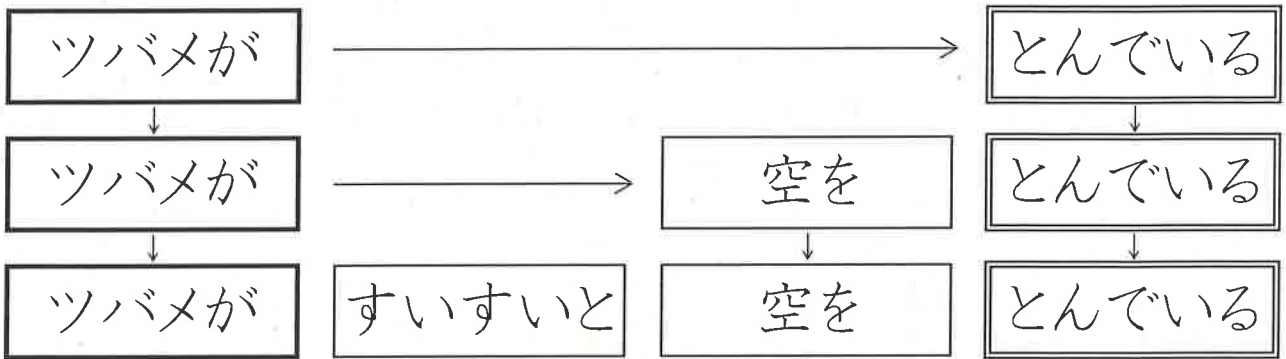 ツバメが とんでいる
ツバメが 空を とんでいる
ツバメが すいすいと 空を とんでいる